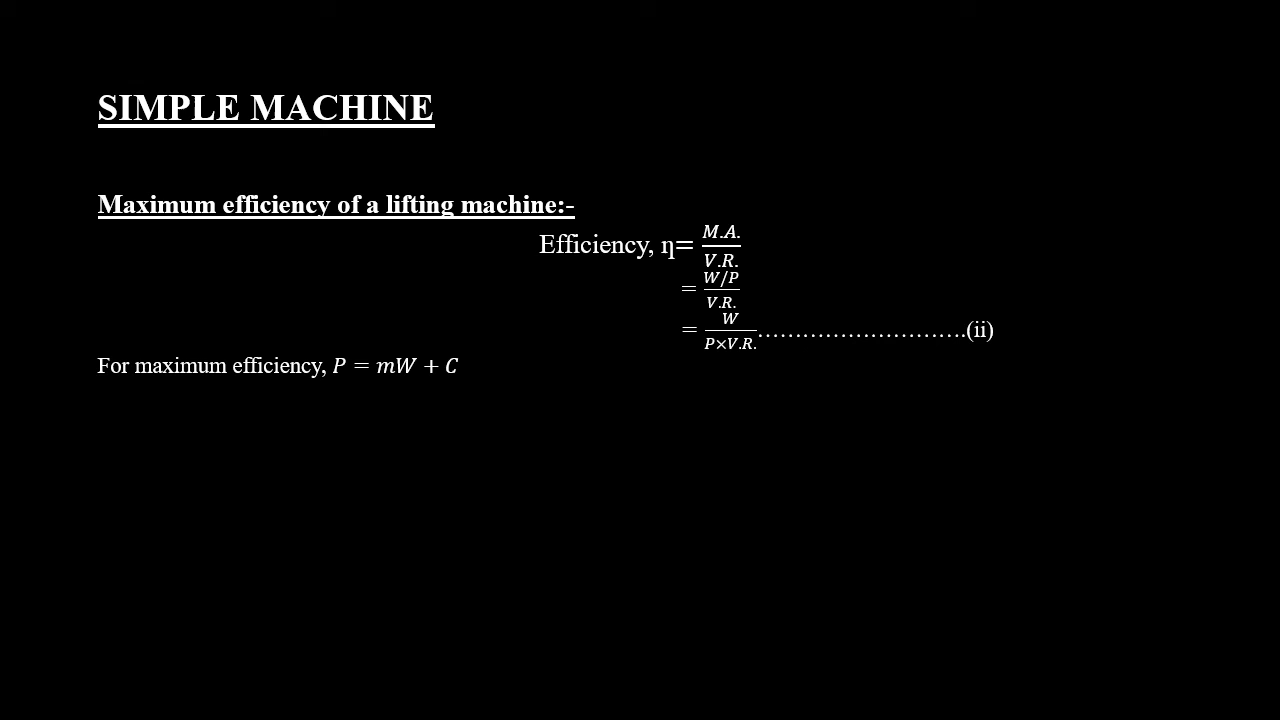 SIMPLE MACHINE
Maximum efficiency of a lifting machine:-
Efficiency, η= M.A./V.R.
= W/P/V.R.
= W/P×V.R.……………………….(ii)
For maximum efficiency, P = mW + C